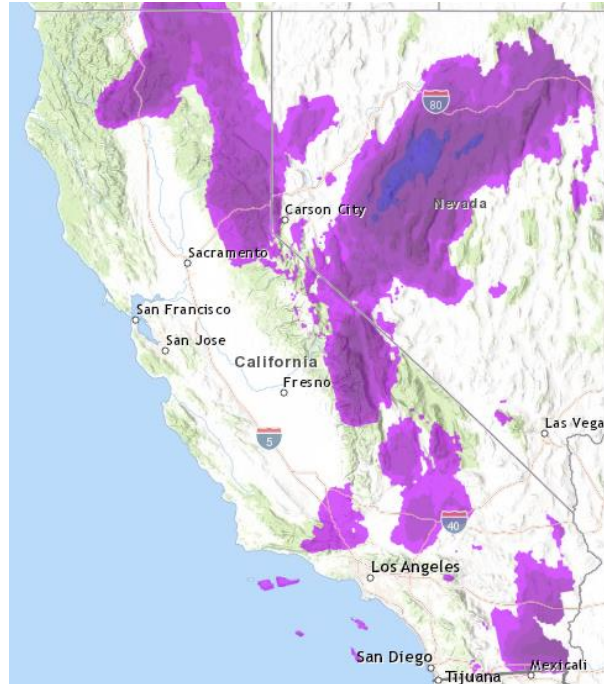 80
Carson City
Nevada
Sacramento
San Francisco
San Jose
California
Fresno
5
Las Vega
40
Los Angeles
San Diego
Mexicali
Tijuana